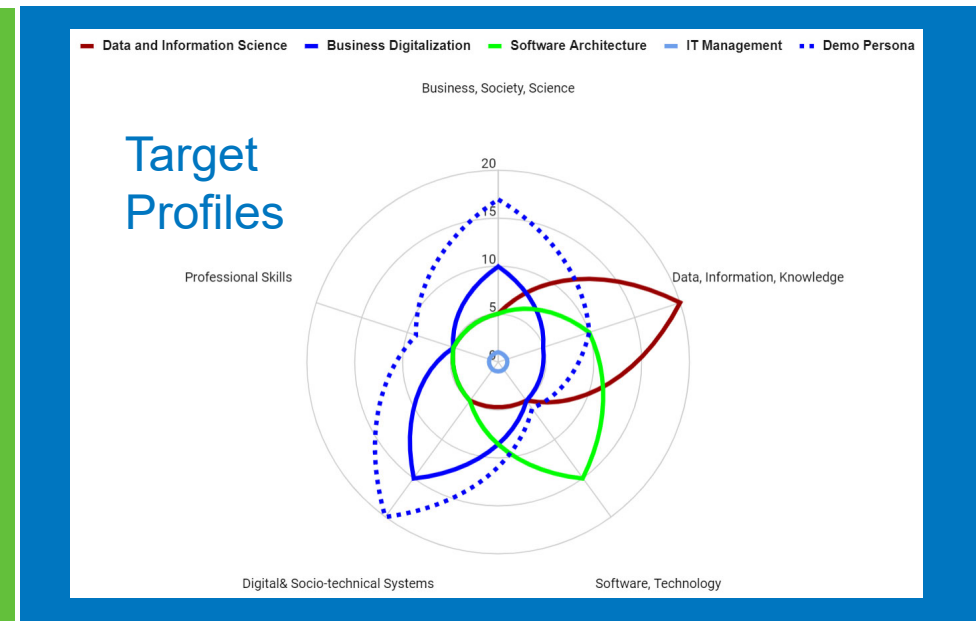 Data and Information Science Business Digitalization Software Architecture IT Management Demo Persona
Business, Society, Science
Target
Profiles
20
15
10
5
0
Professional Skills
Data, Information, Knowledge
Digital& Socio-technical Systems
Software, Technology